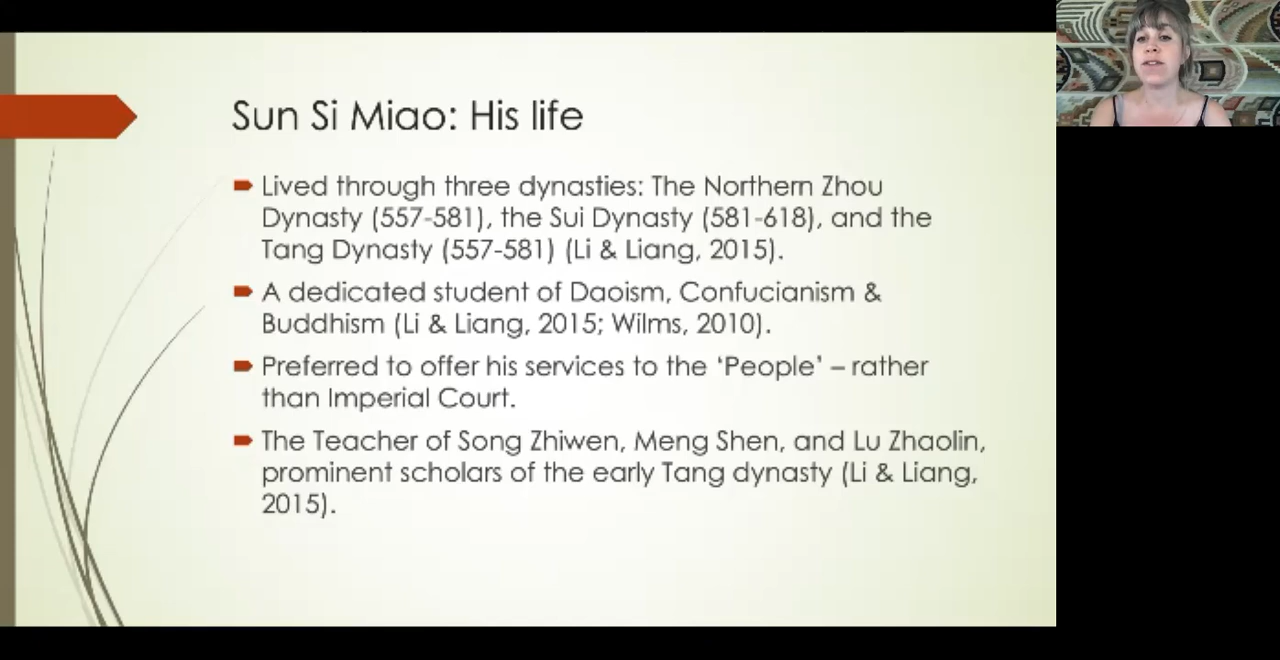 Sun Si Miao: His life
Lived through three dynasties: The Northern Zhou
Dynasty (557-581), the Sui Dynasty (581-618), and the
Tang Dynasty (557-581) (Li & Liang, 2015).
A dedicated student of Daoism, Confucianism &
Buddhism (Li & Liang, 2015; Wilms, 2010).
Preferred to offer his services to the ‘People’ – rather
than Imperial Court.
The Teacher of Song Zhiwen, Meng Shen, and Lu Zhaolin,
prominent scholars of the early Tang dynasty (Li & Liang,
2015).